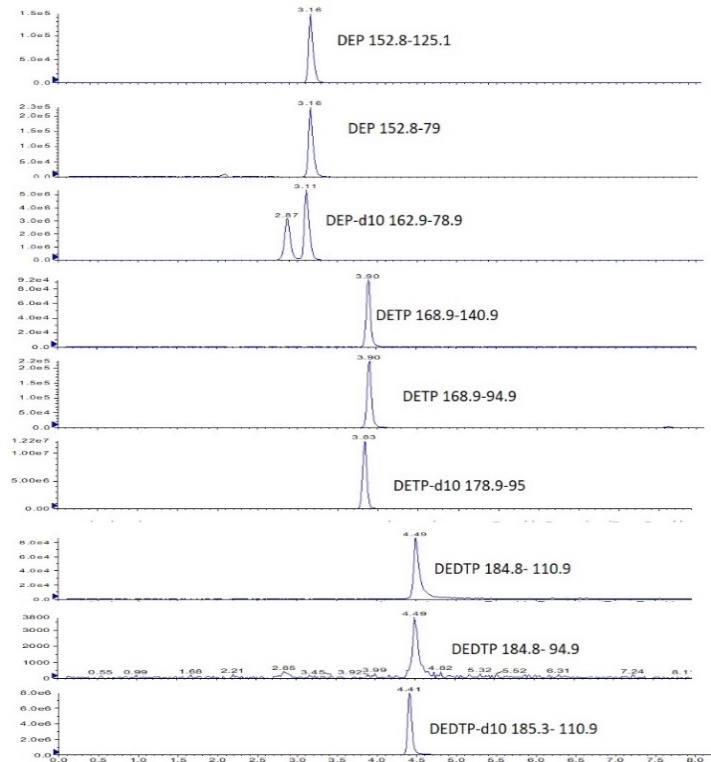 3.16
1.5e5
1.0e5
5.0e4
0.0
DEP 152.8-125.1
3.16
2.3e5
2.0e5
1.5e5
1.0e5
5.0e4
0.0
DEP 152.8-79
3.11
2.87
5.0e6
4.0e6
3.0e6
2.0e6
1.0e6
0.0
DEP-d10 162.9-78.9
3.90
9.2e4
8.0e4
6.0e4
4.0e4
2.0e4
0.0
DETP 168.9-140.9
3.90
2.2e5
2.0e5
1.5e5
1.0e5
5.0e4
0.0
DETP 168.9-94.9
3.83
1.22e7
1.00e7
5.00e6
0.00
DETP-d10 178.9-95
4.49
8.0e4
6.0e4
4.0e4
2.0e4
0.0
DEDTP 184.8- 110.9
4.49
3800
3000
2000
1000
0
DEDTP 184.8- 94.9
0.55 0.99 1.68 2.21 2.85 3.45 3.92 3.99 4.82 5.32 5.52 6.31 7.24 8.1
4.41
8.0e6
6.0e6
4.0e6
2.0e6
0.0
DEDTP-d10 185.3- 110.9
0.0 0.5 1.0 1.5 2.0 2.5 3.0 3.5 4.0 4.5 5.0 5.5 6.0 6.5 7.0 7.5 8.0